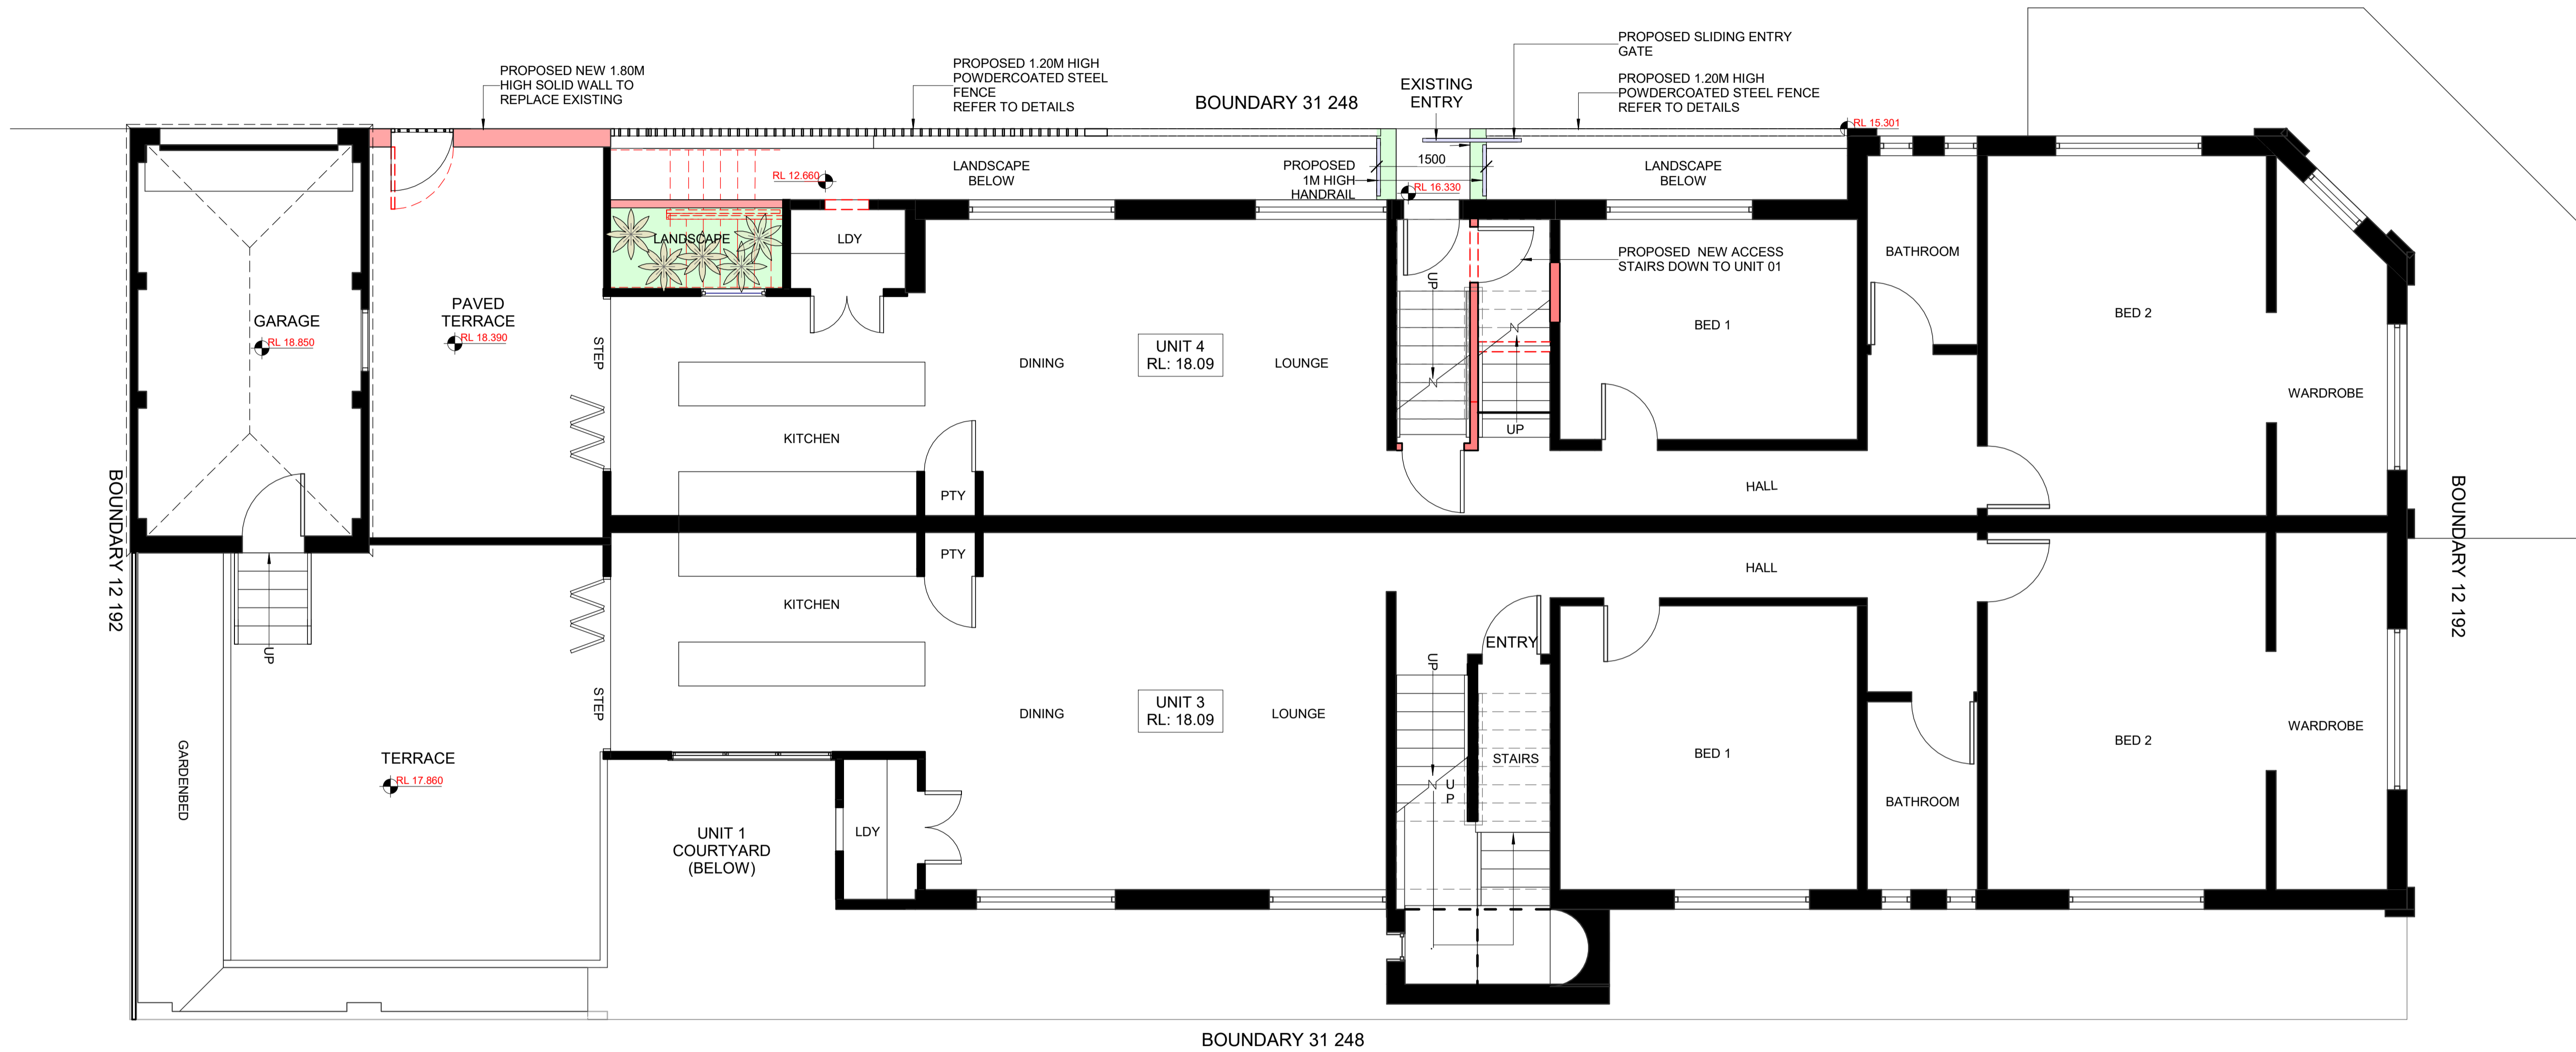 PROPOSED NEW 1.80M
HIGH SOLID WALL TO
REPLACE EXISTING
PROPOSED 1.20M HIGH
POWDERCOATED STEEL
FENCE
REFER TO DETAILS
BOUNDARY 31 248
EXISTING
ENTRY
PROPOSED SLIDING ENTRY
GATE
PROPOSED 1.20M HIGH
POWDERCOATED STEEL FENCE
REFER TO DETAILS
RL 15.301
LANDSCAPE
BELOW
PROPOSED
1M HIGH
HANDRAIL
1500
LANDSCAPE
BELOW
RL 12.660
RL 16.330
LANDSCAPE
LDY
UP
PROPOSED  NEW ACCESS
STAIRS DOWN TO UNIT 01
BATHROOM
GARAGE
RL 18.850
PAVED
TERRACE
RL 18.390
STEP
DINING
UNIT 4
RL: 18.09
LOUNGE
N
N
UP
BED 1
BED 2
WARDROBE
KITCHEN
PTY
HALL
BOUNDARY 12 192
BOUNDARY 12 192
PTY
KITCHEN
HALL
UP
STEP
ENTRY
UP
DINING
UNIT 3
RL: 18.09
LOUNGE
STAIRS
N
U
P
BED 1
BED 2
WARDROBE
BATHROOM
GARDENBED
TERRACE
RL 17.860
UNIT 1
COURTYARD
(BELOW)
LDY
BOUNDARY 31 248